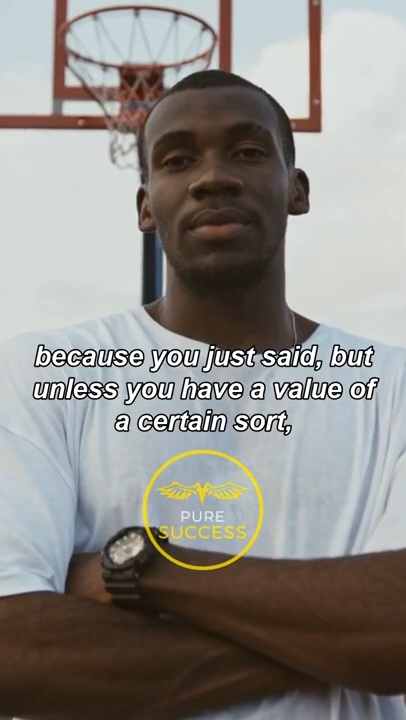 because you just said, but
unless you have a value of
a certain sort,
PURE
SUCCESS